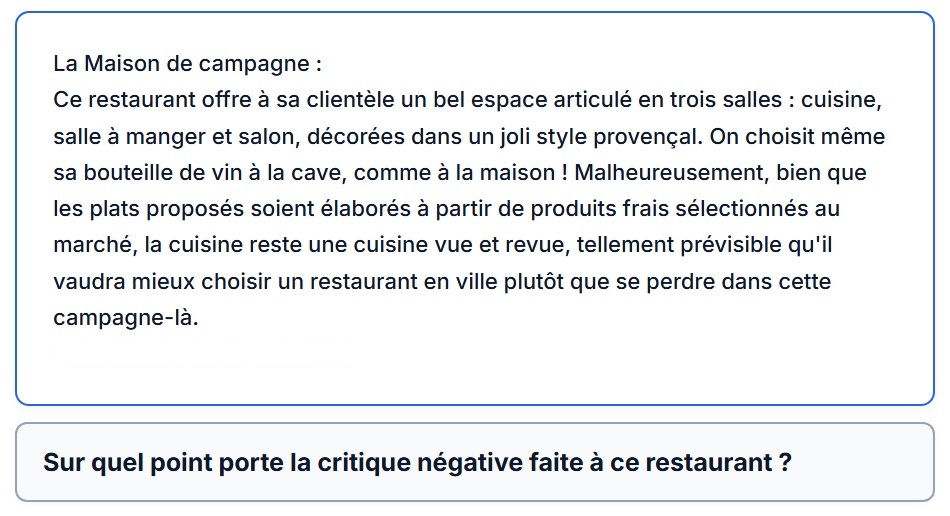 La Maison de campagne :
Ce restaurant offre à sa clientèle un bel espace articulé en trois salles : cuisine,
salle à manger et salon, décorées dans un joli style provençal. On choisit même
sa bouteille de vin à la cave, comme à la maison ! Malheureusement, bien que
les plats proposés soient élaborés à partir de produits frais sélectionnés au
marché, la cuisine reste une cuisine vue et revue, tellement prévisible qu'il
vaudra mieux choisir un restaurant en ville plutôt que se perdre dans cette
campagne-là.
Sur quel point porte la critique négative faite à ce restaurant ?